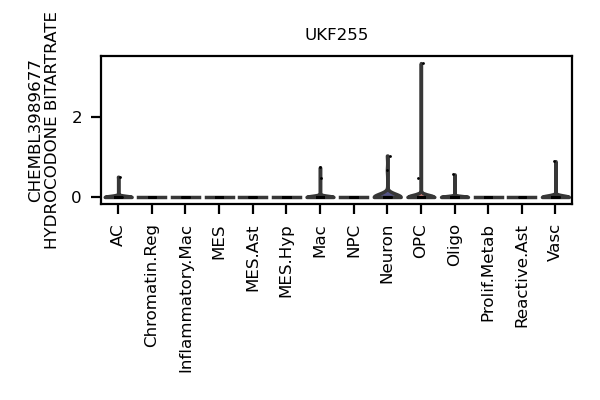 UKF255
CHEMBL3989677
HYDROCODONE BITARTRATE
2
0
AC
Chromatin.Reg
Inflammatory.Mac
MES
MES.Ast
MES.Hyp
Mac
NPC
Neuron
OPC
Oligo
Prolif.Metab
Reactive.Ast
Vasc